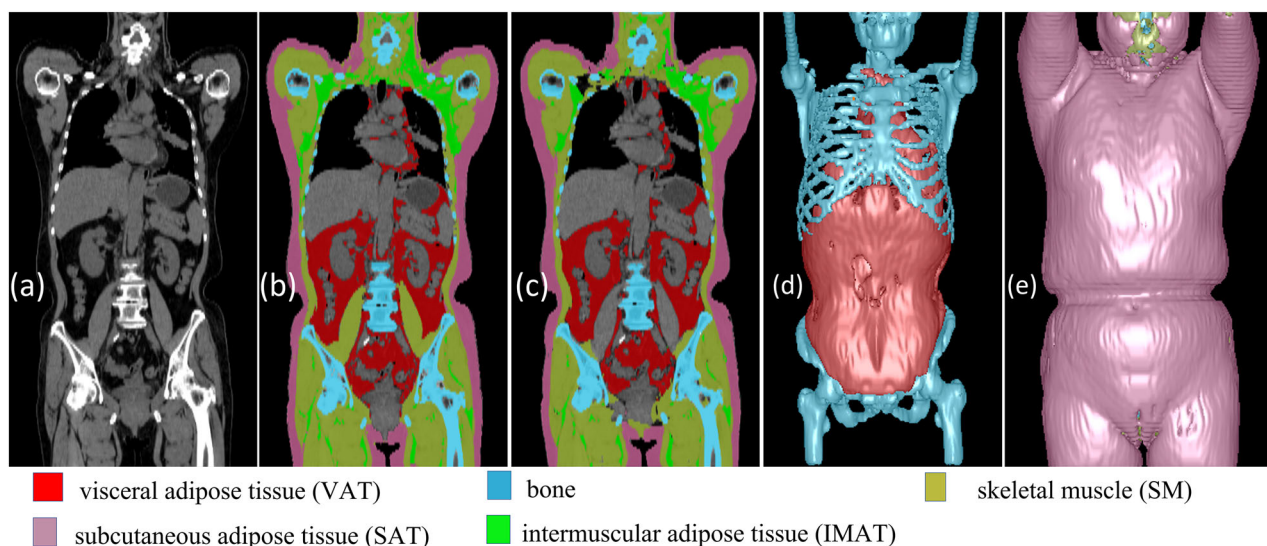 (a) (b) (c) (d) (e)
visceral adipose tissue (VAT) bone skeletal muscle (SM)
subcutaneous adipose tissue (SAT) intermuscular adipose tissue (IMAT)